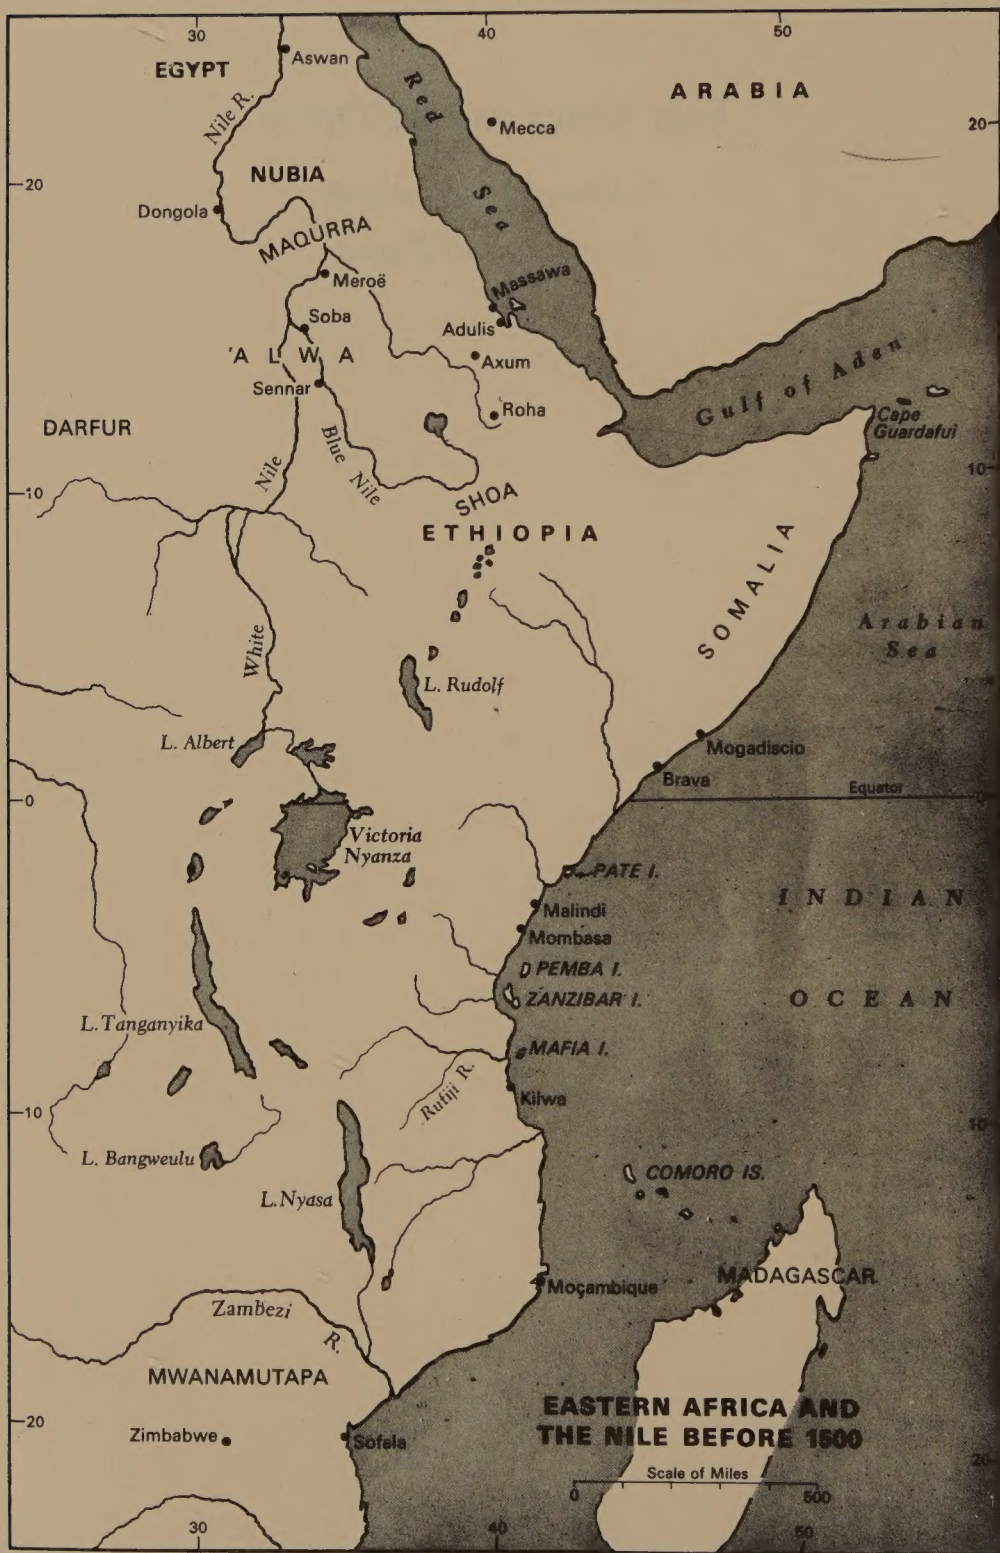 30
40
50
Aswan
EGYPT
Red
Sea
ARABIA
Nile R.
Mecca
20
20
NUBIA
Dongola
MAQURRA
Meroë
Massawa
Soba
Adulis
'ALWA
Axum
Sennar
Gulf of Aden
Roha
Cape
Guardafui
DARFUR
Blue Nile
Nile
10
10
SHOA
ETHIOPIA
SOMALIA
Arabian
Sea
White
L. Rudolf
L. Albert
Mogadiscio
Brava
Equator
0
0
Victoria
Nyanza
PATE I.
INDIAN
Malindi
Mombasa
PEMBA I.
ZANZIBAR I.
OCEAN
L. Tanganyika
MAFIA I.
Rufiji R.
Kilwa
10
10
L. Bangweulu
COMORO IS.
L. Nyasa
MADAGASCAR
Moçambique
Zambezi
R.
MWANAMUTAPA
EASTERN AFRICA AND
THE NILE BEFORE 1500
20
Zimbabwe
Sofala
20
Scale of Miles
0
500
30
40
50